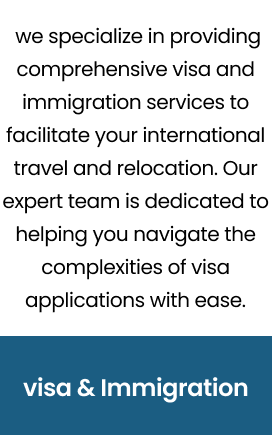 we specialize in providing
comprehensive visa and
immigration services to
facilitate your international
travel and relocation. Our
expert team is dedicated to
helping you navigate the
complexities of visa
applications with ease.
visa & Immigration